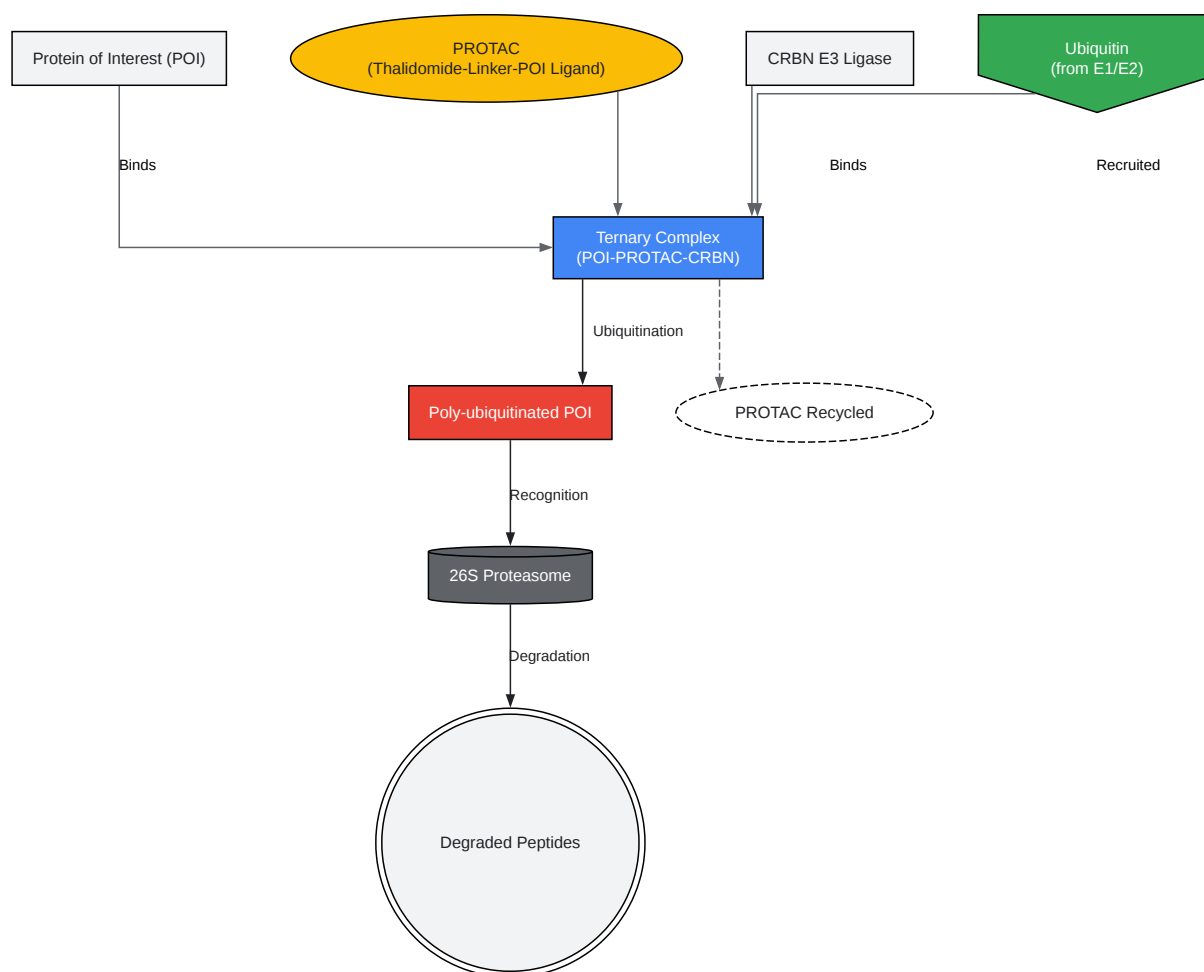 Protein of Interest (POI)
PROTAC
(Thalidomide-Linker-POI Ligand)
CRBN E3 Ligase
Ubiquitin
(from E1/E2)
Binds
Binds
Recruited
Ternary Complex
(POI-PROTAC-CRBN)
Ubiquitination
Poly-ubiquitinated POI
PROTAC Recycled
Recognition
26S Proteasome
Degradation
Degraded Peptides